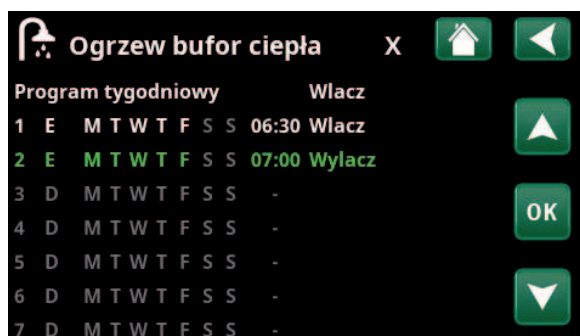 Ogrzew bufor ciepła X
Program tygodniowy Wlacz
1 E M T W T F S S 06:30 Wlacz
2 E M T W T F S S 07:00 Wylacz
3 D M T W T F S S -
4 D M T W T F S S -
OK
5 D M T W T F S S -
6 D M T W T F S S -
7 D M T W T F S S -